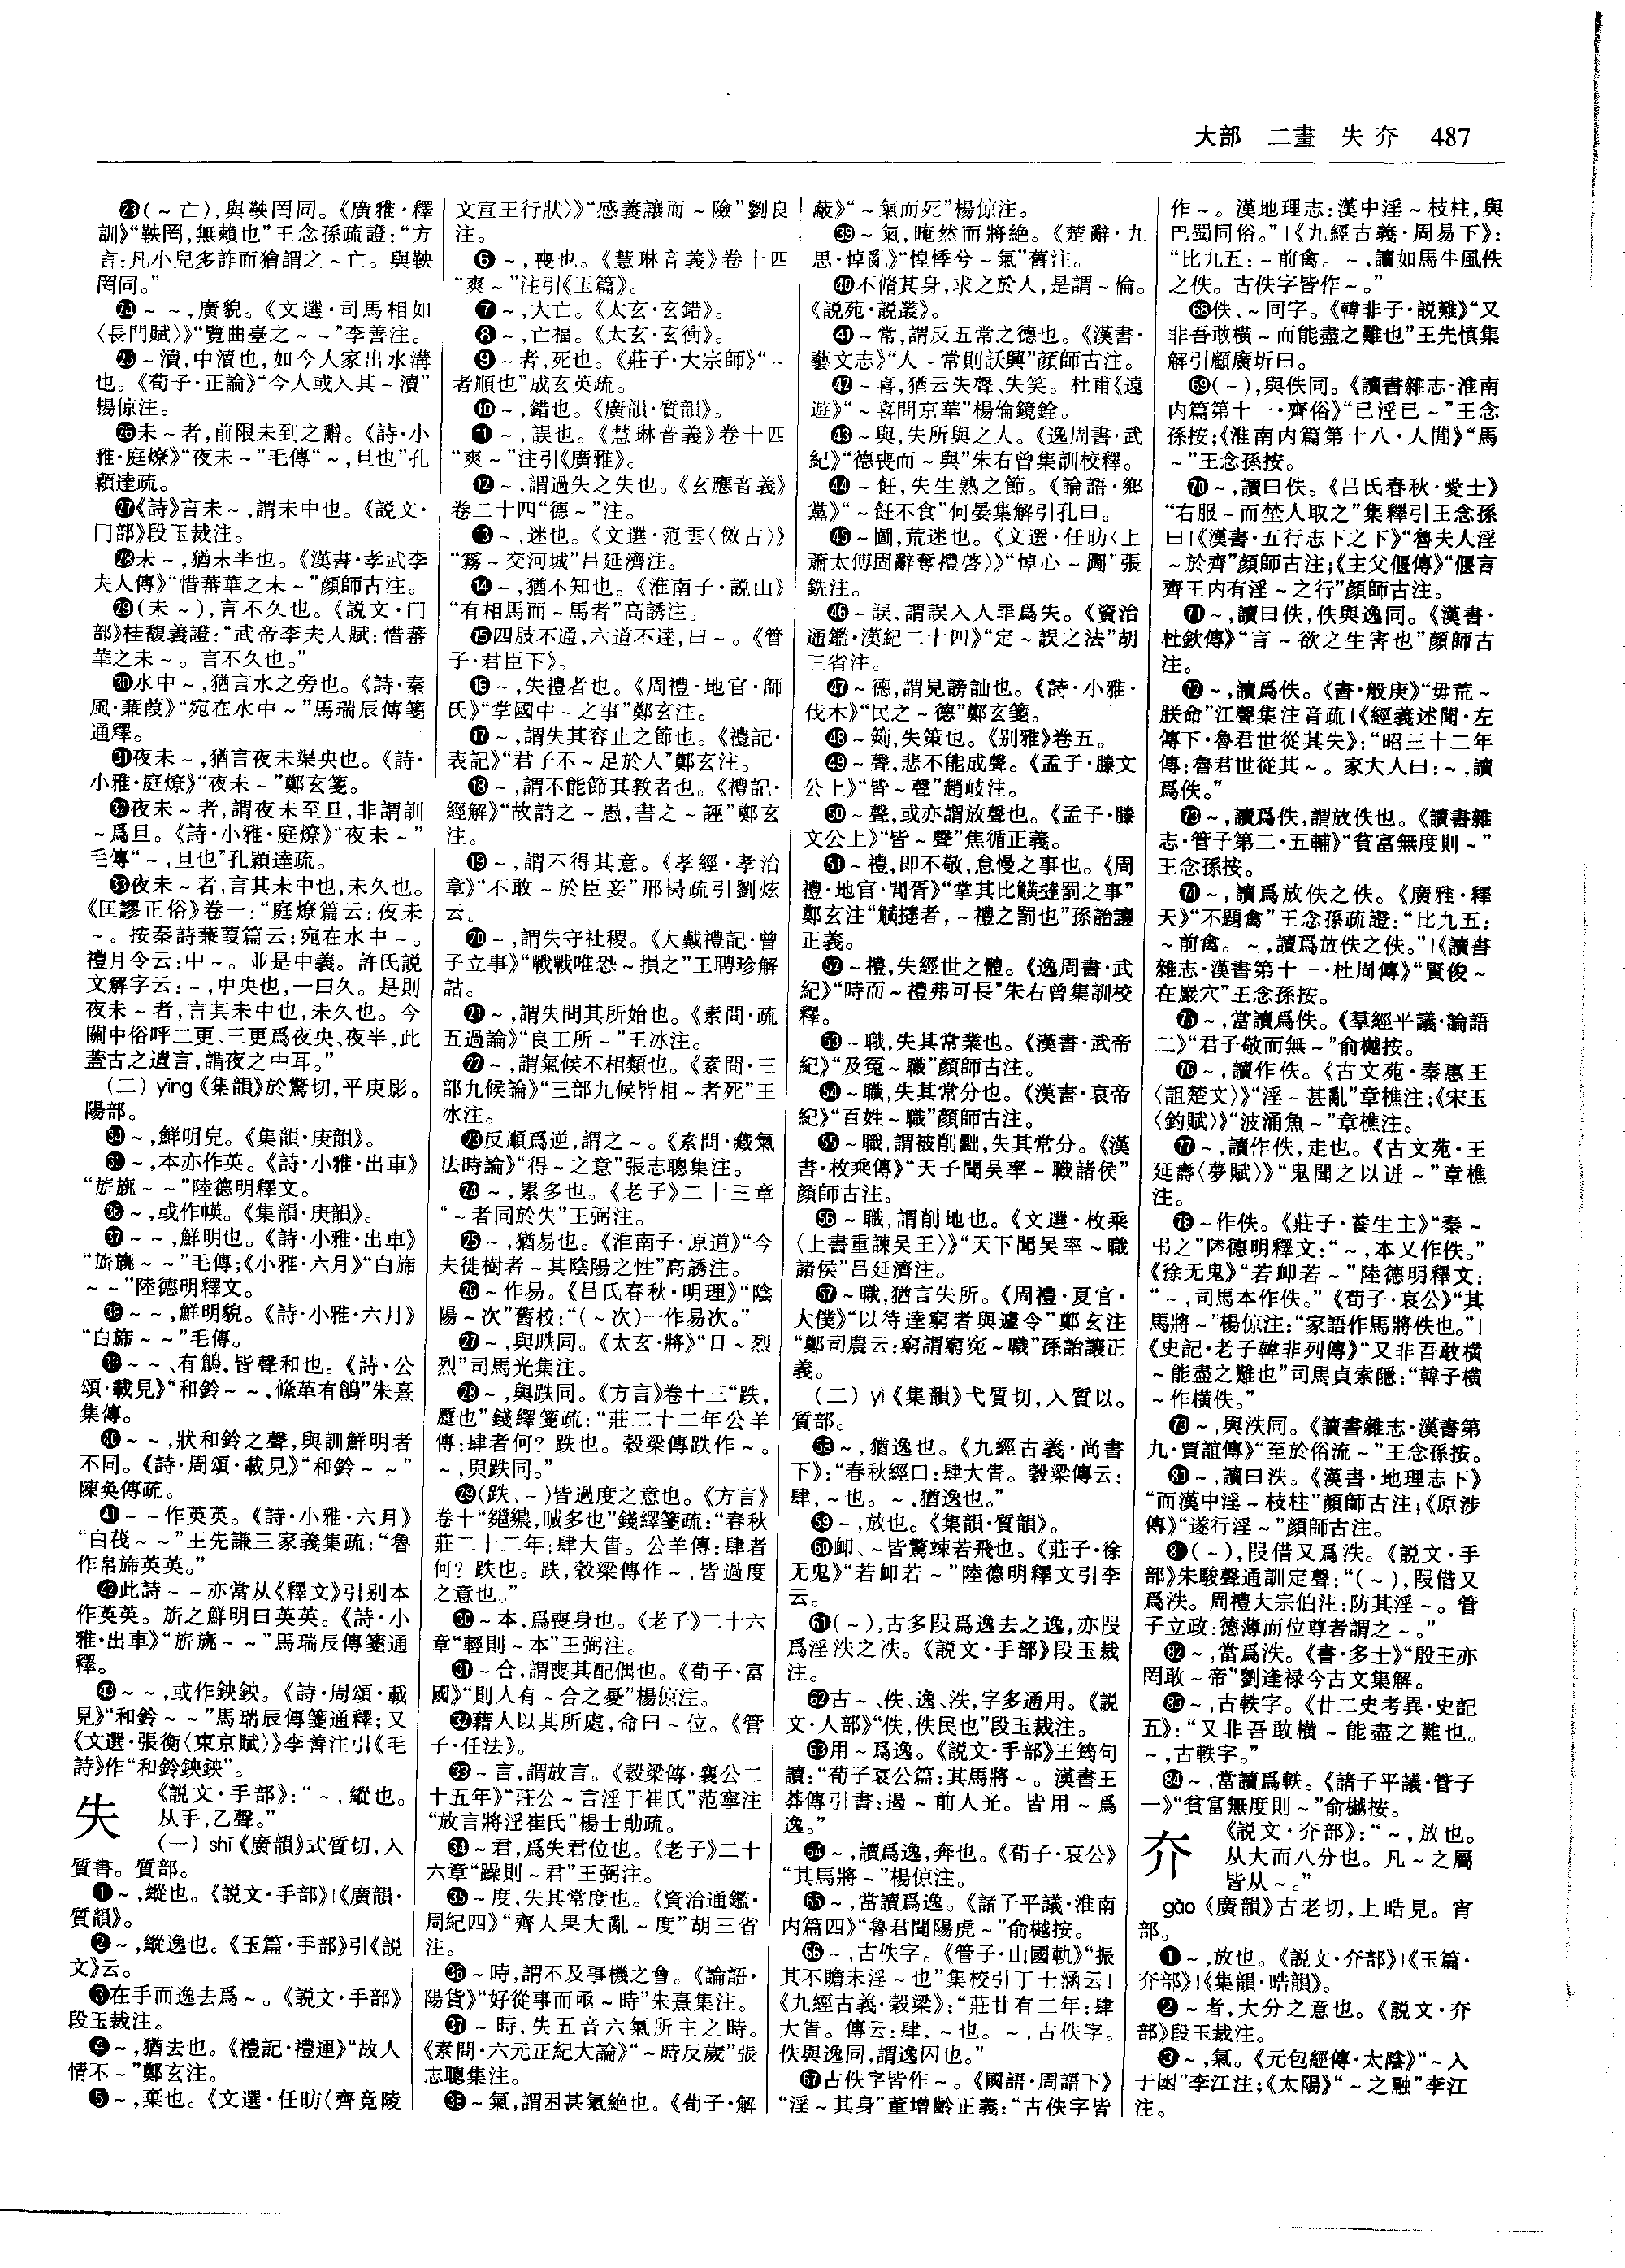 大部　二畫　失 夰　487
㉓(～亡),與鞅罔同。《廣雅·釋
訓》“鞅罔,無賴也”王念孫疏證:“方
言:凡小兒多詐而獪謂之～亡。與鞅
罔同。”
㉔～～,廣貌。《文選·司馬相如
〈長門賦〉》“覽曲臺之～～”李善注。
㉕～瀆,中瀆也,如今人家出水溝
也。《荀子·正論》“今人或入其～瀆”
楊倞注。
㉖未～者,前限未到之辭。《詩·小
雅·庭燎》“夜未～”毛傳“～,旦也”孔
穎達疏。
㉗《詩》言未～,謂未中也。《説文·
冂部》段玉裁注。
㉘未～,猶未半也。《漢書·孝武李
夫人傳》“惜蕃華之未～”顔師古注。
㉙(未～),言不久也。《説文·冂
部》桂馥義證:“武帝李夫人賦:惜蕃
華之未～。言不久也。”
㉚水中～,猶言水之旁也。《詩·秦
風·蒹葭》“宛在水中～”馬瑞辰傳箋
通釋。
㉛夜未～,猶言夜未渠央也。《詩·
小雅·庭燎》“夜未～”鄭玄箋。
㉜夜未～者,謂夜未至旦,非謂訓
～爲旦。《詩·小雅·庭燎》“夜未～”
毛傳“～,旦也”孔穎達疏。
㉝夜未～者,言其未中也,未久也。
《匡謬正俗》卷一:“庭燎篇云:夜未
～。按秦詩蒹葭篇云:宛在水中～。
禮月令云:中～。並是中義。許氏説
文解字云:～,中央也,一曰久。是則
夜未～者,言其未中也,未久也。今
關中俗呼二更、三更爲夜央、夜半,此
蓋古之遺言,謂夜之中耳。”
(二) yīng《集韻》於驚切,平庚影。
陽部。
㉞～,鮮明皃。《集韻·庚韻》。
㉟～,本亦作英。《詩·小雅·出車》
“旂旐～～”陸德明釋文。
㊱～,或作暎。《集韻·庚韻》。
㊲～～,鮮明也。《詩·小雅·出車》
“旂旐～～”毛傳;《小雅·六月》“白旆
～～”陸德明釋文。
㊳～～,鮮明貌。《詩·小雅·六月》
“白旆～～”毛傳。
㊴～～、有鶬,皆聲和也。《詩·公
頌·載見》“和鈴～～,鞗革有鶬”朱熹
集傳。
㊵～～,狀和鈴之聲,與訓鮮明者
不同。《詩·周頌·載見》“和鈴～～”
陳奂傳疏。
㊶～～作英英。《詩·小雅·六月》
“白茷～～”王先謙三家義集疏:“魯
作帛旆英英。”
㊷此詩～～亦當从《釋文》引别本
作英英。旂之鮮明曰英英。《詩·小
雅·出車》“旂旐～～”馬瑞辰傳箋通
釋。
㊸～～,或作鉠鉠。《詩·周頌·載
見》“和鈴～～”馬瑞辰傳箋通釋;又
《文選·張衡〈東京賦〉》李善注引《毛
詩》作“和鈴鉠鉠”。
失
《説文·手部》:“～,縱也。
从手,乙聲。”
(一) shī《廣韻》式質切,入
質書。質部。
❶～,縱也。《説文·手部》|《廣韻·
質韻》。
❷～,縱逸也。《玉篇·手部》引《説
文》云。
❸在手而逸去爲～。《説文·手部》
段玉裁注。
❹～,猶去也。《禮記·禮運》“故人
情不～”鄭玄注。
❺～,棄也。《文選·任昉〈齊竟陵
文宣王行狀〉》“感義讓而～險”劉良
注。
❻～,喪也。《慧琳音義》卷十四
“爽～”注引《玉篇》。
❼～,大亡。《太玄·玄錯》。
❽～,亡福。《太玄·玄衝》。
❾～者,死也。《莊子·大宗師》“～
者順也”成玄英疏。
❿～,錯也。《廣韻·質韻》。
⓫～,誤也。《慧琳音義》卷十四
“爽～”注引《廣雅》。
⓬～,謂過失之失也。《玄應音義》
卷二十四“德～”注。
⓭～,迷也。《文選·范雲〈傚古〉》
“霧～交河城”吕延濟注。
⓮～,猶不知也。《淮南子·説山》
“有相馬而～馬者”高誘注。
⓯四肢不通,六道不達,曰～。《管
子·君臣下》。
⓰～,失禮者也。《周禮·地官·師
氏》“掌國中～之事”鄭玄注。
⓱～,謂失其容止之節也。《禮記·
表記》“君子不～足於人”鄭玄注。
⓲～,謂不能節其教者也。《禮記·
經解》“故詩之～愚,書之～誣”鄭玄
注。
⓳～,謂不得其意。《孝經·孝治
章》“不敢～於臣妾”邢昺疏引劉炫
云。
⓴～,謂失守社稷。《大戴禮記·曾
子立事》“戰戰唯恐～損之”王聘珍解
詁。
㉑～,謂失問其所始也。《素問·疏
五過論》“良工所～”王冰注。
㉒～,謂氣候不相類也。《素問·三
部九候論》“三部九候皆相～者死”王
冰注。
㉓反順爲逆,謂之～。《素問·藏氣
法時論》“得～之意”張志聰集注。
㉔～,累多也。《老子》二十三章
“～者同於失”王弼注。
㉕～,猶易也。《淮南子·原道》“今
夫徙樹者～其陰陽之性”高誘注。
㉖～作易。《吕氏春秋·明理》“陰
陽～次”舊校:“(～次)一作易次。”
㉗～,與昳同。《太玄·將》“日～烈
烈”司馬光集注。
㉘～,與跌同。《方言》卷十三“跌,
蹷也”錢繹箋疏:“莊二十二年公羊
傳:肆者何?跌也。穀梁傳跌作～。
～,與跌同。”
㉙(跌、～)皆過度之意也。《方言》
卷十“䌌䋽,㖪多也”錢繹箋疏:“春秋
莊二十二年:肆大眚。公羊傳:肆者
何?跌也。跌,穀梁傳作～,皆過度
之意也。”
㉚～本,爲喪身也。《老子》二十六
章“輕則～本”王弼注。
㉛～合,謂喪其配偶也。《荀子·富
國》“則人有～合之憂”楊倞注。
㉜藉人以其所處,命曰～位。《管
子·任法》。
㉝～言,謂放言。《穀梁傳·襄公二
十五年》“莊公～言淫于崔氏”范寧注
“放言將淫崔氏”楊士勛疏。
㉞～君,爲失君位也。《老子》二十
六章“躁則～君”王弼注。
㉟～度,失其常度也。《資治通鑑·
周紀四》“齊人果大亂～度”胡三省
注。
㊱～時,謂不及事機之會。《論語·
陽貨》“好從事而亟～時”朱熹集注。
㊲～時,失五音六氣所主之時。
《素問·六元正紀大論》“～時反歲”張
志聰集注。
㊳～氣,謂困甚氣絶也。《荀子·解
蔽》“～氣而死”楊倞注。
㊴～氣,晻然而將絶。《楚辭·九
思·悼亂》“惶悸兮～氣”舊注。
㊵不脩其身,求之於人,是謂～倫。
《説苑·説叢》。
㊶～常,謂反五常之德也。《漢書·
藝文志》“人～常則訞興”顔師古注。
㊷～喜,猶云失聲、失笑。杜甫《遠
遊》“～喜問京華”楊倫鏡銓。
㊸～與,失所與之人。《逸周書·武
紀》“德喪而～與”朱右曾集訓校釋。
㊹～飪,失生熟之節。《論語·鄉
黨》“～飪不食”何晏集解引孔曰。
㊺～圖,荒迷也。《文選·任昉〈上
蕭太傅固辭奪禮啓〉》“悼心～圖”張
銑注。
㊻～誤,謂誤入人罪爲失。《資治
通鑑·漢紀二十四》“定～誤之法”胡
三省注。
㊼～德,謂見謗訕也。《詩·小雅·
伐木》“民之～德”鄭玄箋。
㊽～筴,失策也。《别雅》卷五。
㊾～聲,悲不能成聲。《孟子·滕文
公上》“皆～聲”趙岐注。
㊿～聲,或亦謂放聲也。《孟子·滕
文公上》“皆～聲”焦循正義。
51～禮,即不敬,怠慢之事也。《周
禮·地官·閭胥》“掌其比觵撻罰之事”
鄭玄注“觵撻者,～禮之罰也”孫詒讓
正義。
52～禮,失經世之體。《逸周書·武
紀》“時而～禮弗可長”朱右曾集訓校
釋。
53～職,失其常業也。《漢書·武帝
紀》“及冤～職”顔師古注。
54～職,失其常分也。《漢書·哀帝
紀》“百姓～職”顔師古注。
55～職,謂被削黜,失其常分。《漢
書·枚乘傳》“天子聞吴率～職諸侯”
顔師古注。
56～職,謂削地也。《文選·枚乘
〈上書重諫吴王〉》“天下聞吴率～職
諸侯”吕延濟注。
57～職,猶言失所。《周禮·夏官·
大僕》“以待達窮者與遽令”鄭玄注
“鄭司農云:窮謂窮冤～職”孫詒讓正
義。
(二) yì《集韻》弋質切,入質以。
質部。
58～,猶逸也。《九經古義·尚書
下》:“春秋經曰:肆大眚。穀梁傳云:
肆,～也。～,猶逸也。”
59～,放也。《集韻·質韻》。
60卹、～皆驚竦若飛也。《莊子·徐
无鬼》“若卹若～”陸德明釋文引李
云。
61(～),古多叚爲逸去之逸,亦叚
爲淫泆之泆。《説文·手部》段玉裁
注。
62古～、佚、逸、泆,字多通用。《説
文·人部》“佚,佚民也”段玉裁注。
63用～爲逸。《説文·手部》王筠句
讀:“荀子哀公篇:其馬將～。漢書王
莽傳引書:遏～前人光。皆用～爲
逸。”
64～,讀爲逸,奔也。《荀子·哀公》
“其馬將～”楊倞注。
65～,當讀爲逸。《諸子平議·淮南
内篇四》“魯君聞陽虎～”俞樾按。
66～,古佚字。《管子·山國軌》“振
其不贍未淫～也”集校引丁士涵云|
《九經古義·穀梁》:“莊廿有二年:肆
大眚。傳云:肆,～也。～,古佚字。
佚與逸同,謂逸囚也。”
67古佚字皆作～。《國語·周語下》
“淫～其身”董增齡正義:“古佚字皆
作～。漢地理志:漢中淫～枝柱,與
巴蜀同俗。”|《九經古義·周易下》:
“比九五:～前禽。～,讀如馬牛風佚
之佚。古佚字皆作～。”
68佚、～同字。《韓非子·説難》“又
非吾敢横～而能盡之難也”王先慎集
解引顧廣圻曰。
69(～),與佚同。《讀書雜志·淮南
内篇第十一·齊俗》“已淫已～”王念
孫按;《淮南内篇第十八·人閒》“馬
～”王念孫按。
70～,讀曰佚。《吕氏春秋·愛士》
“右服～而埜人取之”集釋引王念孫
曰|《漢書·五行志下之下》“魯夫人淫
～於齊”顔師古注;《主父偃傳》“偃言
齊王内有淫～之行”顔師古注。
71～,讀曰佚,佚與逸同。《漢書·
杜欽傳》“言～欲之生害也”顔師古
注。
72～,讀爲佚。《書·般庚》“毋荒～
朕命”江聲集注音疏|《經義述聞·左
傳下·魯君世從其失》:“昭三十二年
傳:魯君世從其～。家大人曰:～,讀
爲佚。”
73～,讀爲佚,謂放佚也。《讀書雜
志·管子第二·五輔》“貧富無度則～”
王念孫按。
74～,讀爲放佚之佚。《廣雅·釋
天》“不題禽”王念孫疏證:“比九五:
～前禽。～,讀爲放佚之佚。”|《讀書
雜志·漢書第十一·杜周傳》“賢俊～
在巖穴”王念孫按。
75～,當讀爲佚。《羣經平議·論語
二》“君子敬而無～”俞樾按。
76～,讀作佚。《古文苑·秦惠王
〈詛楚文〉》“淫～甚亂”章樵注;《宋玉
〈釣賦〉》“波涌魚～”章樵注。
77～,讀作佚,走也。《古文苑·王
延壽〈夢賦〉》“鬼聞之以迸～”章樵
注。
78～作佚。《莊子·養生主》“秦～
弔之”陸德明釋文:“～,本又作佚。”
《徐无鬼》“若卹若～”陸德明釋文:
“～,司馬本作佚。”|《荀子·哀公》“其
馬將～”楊倞注:“家語作馬將佚也。”|
《史記·老子韓非列傳》“又非吾敢横
～能盡之難也”司馬貞索隱:“韓子横
～作横佚。”
79～,與泆同。《讀書雜志·漢書第
九·賈誼傳》“至於俗流～”王念孫按。
80～,讀曰泆。《漢書·地理志下》
“而漢中淫～枝柱”顔師古注;《原涉
傳》“遂行淫～”顔師古注。
81(～),叚借又爲泆。《説文·手
部》朱駿聲通訓定聲:“(～),叚借又
爲泆。周禮大宗伯注:防其淫～。管
子立政:德薄而位尊者謂之～。”
82～,當爲泆。《書·多士》“殷王亦
罔敢～帝”劉逢禄今古文集解。
83～,古軼字。《廿二史考異·史記
五》:“又非吾敢横～能盡之難也。
～,古軼字。”
84～,當讀爲軼。《諸子平議·管子
一》“貧富無度則～”俞樾按。
夰
《説文·夰部》:“～,放也。
从大而八分也。凡～之屬
皆从～。”
gǎo《廣韻》古老切,上晧見。宵
部。
❶～,放也。《説文·夰部》|《玉篇·
夰部》|《集韻·晧韻》。
❷～者,大分之意也。《説文·夰
部》段玉裁注。
❸～,氣。《元包經傳·太陰》“～入
于囦”李江注;《太陽》“～之融”李江
注。